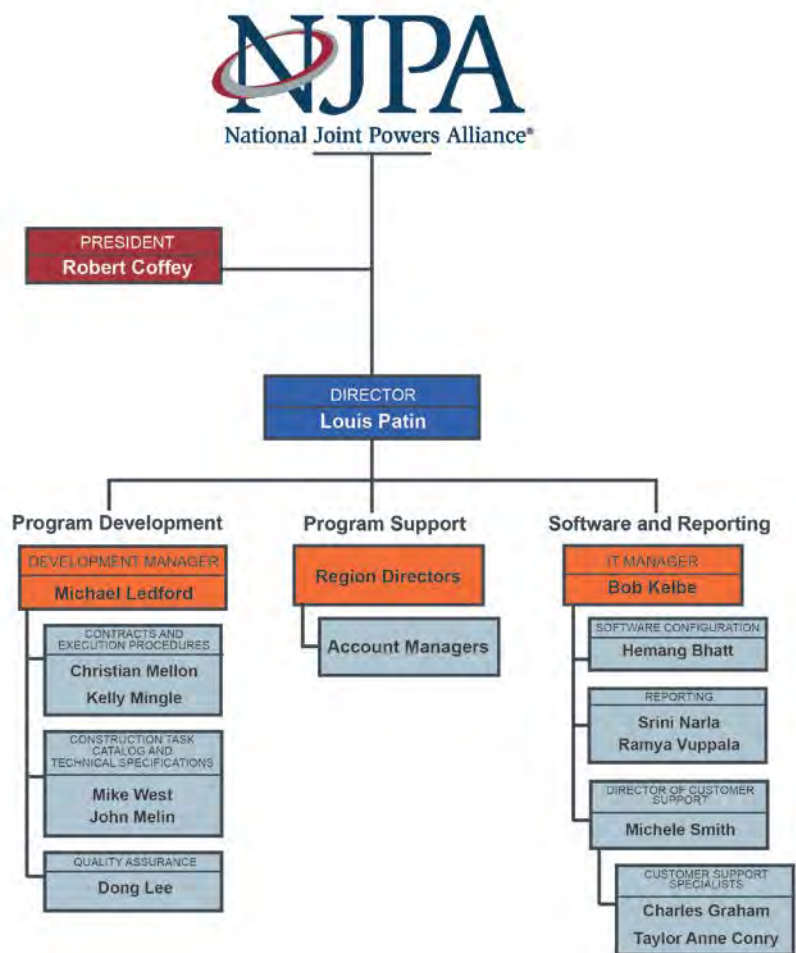 NJPA
National Joint Powers Alliance®
PRESIDENT
Robert Coffey
DIRECTOR
Louis Patin
Program Development
DEVELOPMENT MANAGER
Michael Ledford
CONTRACTS AND
EXECUTION PROCEDURES
Christian Mellon
Kelly Mingle
CONSTRUCTION TASK
CATALOG AND
TECHNICAL SPECIFICATIONS
Mike West
John Melin
QUALITY ASSURANCE
Dong Lee
Program Support
Region Directors
Account Managers
Software and Reporting
IT MANAGER
Bob Kelbe
SOFTWARE CONFIGURATION
Hemang Bhatt
REPORTING
Srini Narla
Ramya Vuppala
DIRECTOR OF CUSTOMER
SUPPORT
Michele Smith
CUSTOMER SUPPORT
SPECIALISTS
Charles Graham
Taylor Anne Conry